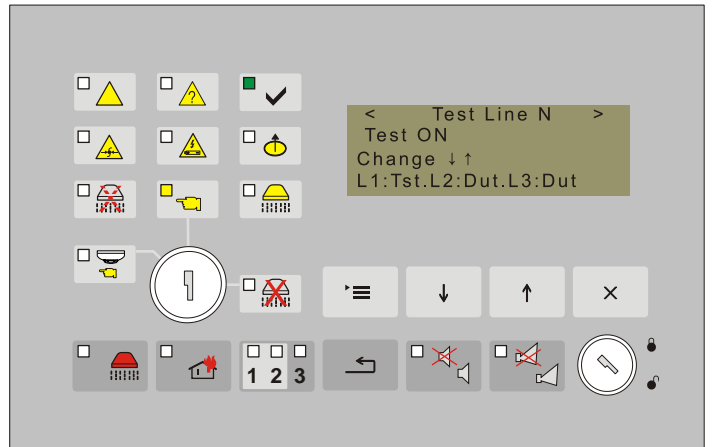 ?
< Test Line N >
Test ON
Change ↓↑
L1:Tst.L2:Dut.L3:Dut
1 2 3